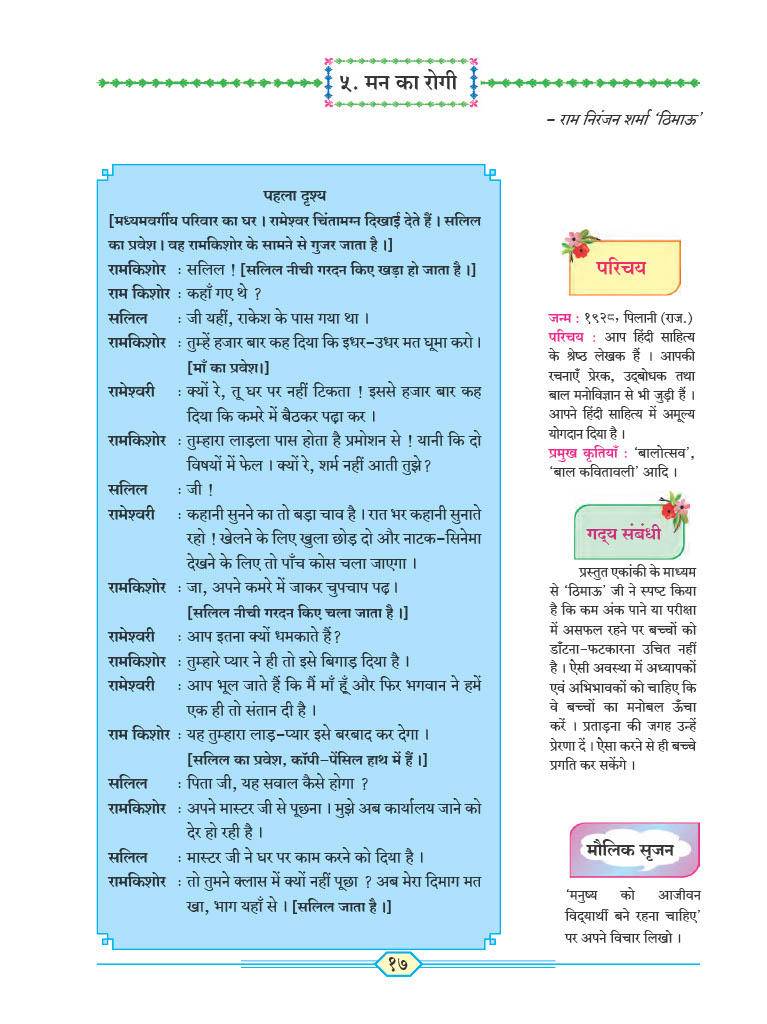 ५. मन का रोगी
– राम निरंजन शर्मा ‘ठिमाऊ’
पहला दृश्य
[मध्यमवर्गीय परिवार का घर । रामेश्वर चिंतामग्न दिखाई देते हैं । सलिल
का प्रवेश । वह रामकिशोर के सामने से गुजर जाता है ।]
रामकिशोर : सलिल ! [सलिल नीची गरदन किए खड़ा हो जाता है ।]
राम किशोर : कहाँ गए थे ?
सलिल : जी यहीं, राकेश के पास गया था ।
रामकिशोर : तुम्हें हजार बार कह दिया कि इधर-उधर मत घूमा करो ।
[माँ का प्रवेश।]
रामेश्वरी : क्यों रे, तू घर पर नहीं टिकता ! इससे हजार बार कह
दिया कि कमरे में बैठकर पढ़ा कर ।
रामकिशोर : तुम्हारा लाड़ला पास होता है प्रमोशन से ! यानी कि दो
विषयों में फेल । क्यों रे, शर्म नहीं आती तुझे ?
सलिल : जी !
रामेश्वरी : कहानी सुनने का तो बड़ा चाव है । रात भर कहानी सुनाते
रहो ! खेलने के लिए खुला छोड़ दो और नाटक-सिनेमा
देखने के लिए तो पाँच कोस चला जाएगा ।
रामकिशोर : जा, अपने कमरे में जाकर चुपचाप पढ़ ।
[सलिल नीची गरदन किए चला जाता है ।]
रामेश्वरी : आप इतना क्यों धमकाते हैं ?
रामकिशोर : तुम्हारे प्यार ने ही तो इसे बिगाड़ दिया है ।
रामेश्वरी : आप भूल जाते हैं कि मैं माँ हूँ और फिर भगवान ने हमें
एक ही तो संतान दी है ।
राम किशोर : यह तुम्हारा लाड़-प्यार इसे बरबाद कर देगा ।
[सलिल का प्रवेश, कॉपी-पेंसिल हाथ में हैं ।]
सलिल : पिता जी, यह सवाल कैसे होगा ?
रामकिशोर : अपने मास्टर जी से पूछना । मुझे अब कार्यालय जाने को
देर हो रही है ।
सलिल : मास्टर जी ने घर पर काम करने को दिया है ।
रामकिशोर : तो तुमने क्लास में क्यों नहीं पूछा ? अब मेरा दिमाग मत
खा, भाग यहाँ से । [सलिल जाता है ।]
परिचय
जन्म : १९२८, पिलानी (राज.)
परिचय : आप हिंदी साहित्य
के श्रेष्ठ लेखक हैं । आपकी
रचनाएँ प्रेरक, उद्‌बोधक तथा
बाल मनोविज्ञान से भी जुड़ी हैं ।
आपने हिंदी साहित्य में अमूल्य
योगदान दिया है ।
प्रमुख कृतियाँ : ‘बालोत्सव’,
‘बाल कवितावली’ आदि ।
गद्‌य संबंधी
प्रस्तुत एकांकी के माध्यम
से ‘ठिमाऊ’ जी ने स्पष्ट किया
है कि कम अंक पाने या परीक्षा
में असफल रहने पर बच्चों को
डाँटना-फटकारना उचित नहीं
है । ऐसी अवस्था में अध्यापकों
एवं अभिभावकों को चाहिए कि
वे बच्चों का मनोबल ऊँचा
करें । प्रताड़ना की जगह उन्हें
प्रेरणा दें । ऐसा करने से ही बच्चे
प्रगति कर सकेंगे ।
मौलिक सृजन
‘मनुष्य को आजीवन
विद्‌यार्थी बने रहना चाहिए’
पर अपने विचार लिखो ।
१७